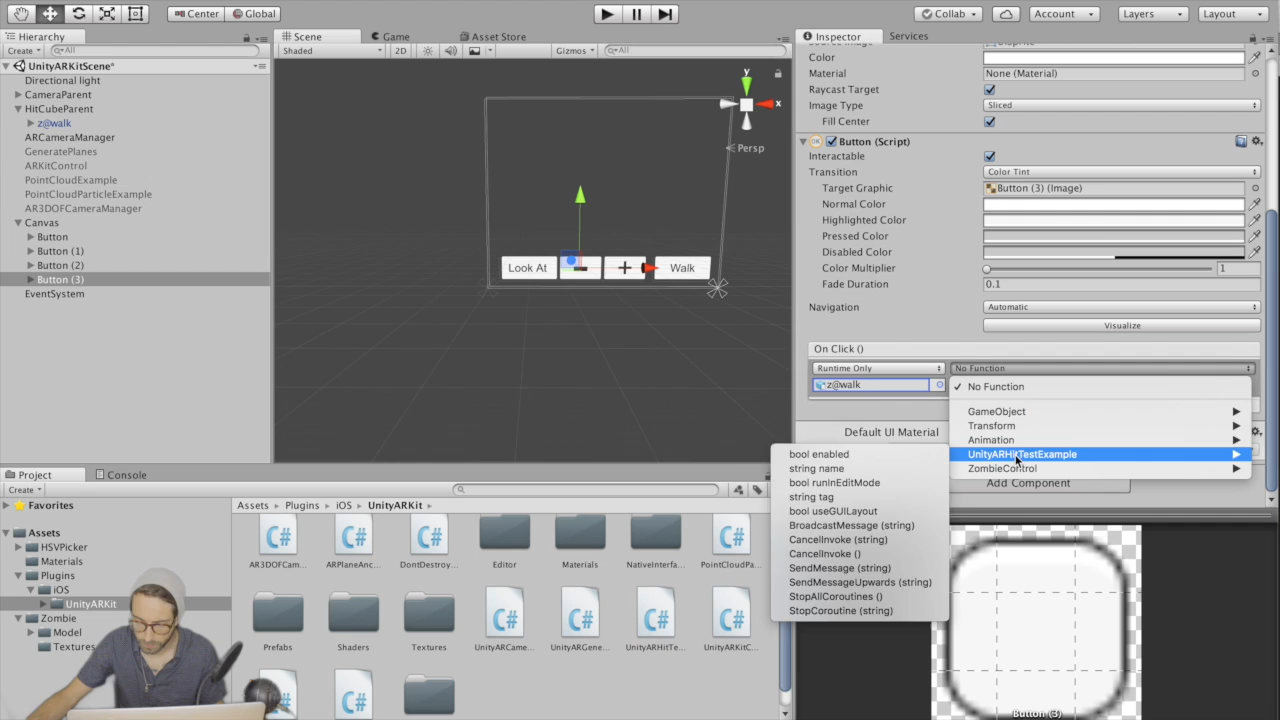 Center
Global
Collab
Account
Layers
Layout
Hierarchy
Create
All
UnityARKitScene*
Directional light
CameraParent
HitCubeParent
z@walk
ARCameraManager
GeneratePlanes
ARKitControl
PointCloudExample
PointCloudParticleExample
AR3DOFCameraManager
Canvas
Button
Button (1)
Button (2)
Button (3)
EventSystem
Scene
Game
Asset Store
Shaded
2D
Gizmos
All
y
x
Persp
Look At
-
+
Walk
Inspector
Services
Color
Material
None (Material)
Raycast Target
Image Type
Sliced
Fill Center
Button (Script)
Interactable
Transition
Color Tint
Target Graphic
Button (3) (Image)
Normal Color
Highlighted Color
Pressed Color
Disabled Color
Color Multiplier
1
Fade Duration
0.1
Navigation
Automatic
Visualize
On Click ()
Runtime Only
No Function
z@walk
No Function
GameObject
Transform
Animation
UnityARHitTestExample
ZombieControl
Default UI Material
Add Component
bool enabled
string name
bool runInEditMode
string tag
bool useGUILayout
BroadcastMessage (string)
CancelInvoke (string)
CancelInvoke ()
SendMessage (string)
SendMessageUpwards (string)
StopAllCoroutines ()
StopCoroutine (string)
Project
Console
Create
Favorites
Assets
HSVPicker
Materials
Plugins
iOS
UnityARKit
Zombie
Model
Textures
Assets
Plugins
iOS
UnityARKit
C#
C#
C#
C#
AR3DOFCam...
ARPlaneAnc...
DontDestroy...
Editor
Materials
NativeInterfa...
PointCloudPa...
C#
C#
C#
C#
Prefabs
Shaders
Textures
UnityARCame...
UnityARGene...
UnityARHitTe...
UnityARKitC...
C#
C#
Button (3)